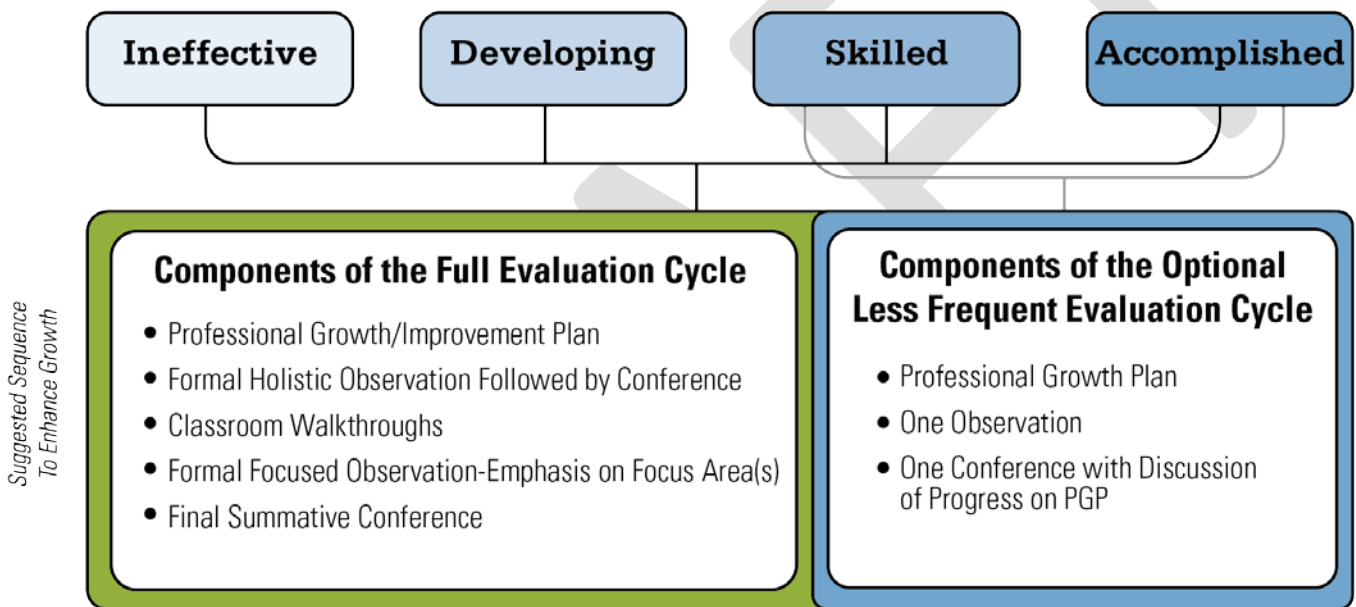 Ineffective
Developing
Skilled
Accomplished
Suggested Sequence
To Enhance Growth
Components of the Full Evaluation Cycle
• Professional Growth/Improvement Plan
• Formal Holistic Observation Followed by Conference
• Classroom Walkthroughs
• Formal Focused Observation-Emphasis on Focus Area(s)
• Final Summative Conference
Components of the Optional
Less Frequent Evaluation Cycle
• Professional Growth Plan
• One Observation
• One Conference with Discussion
of Progress on PGP